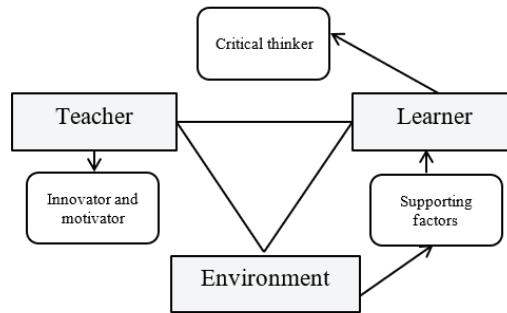 Critical thinker
Teacher
Learner
Innovator and
motivator
Supporting
factors
Environment